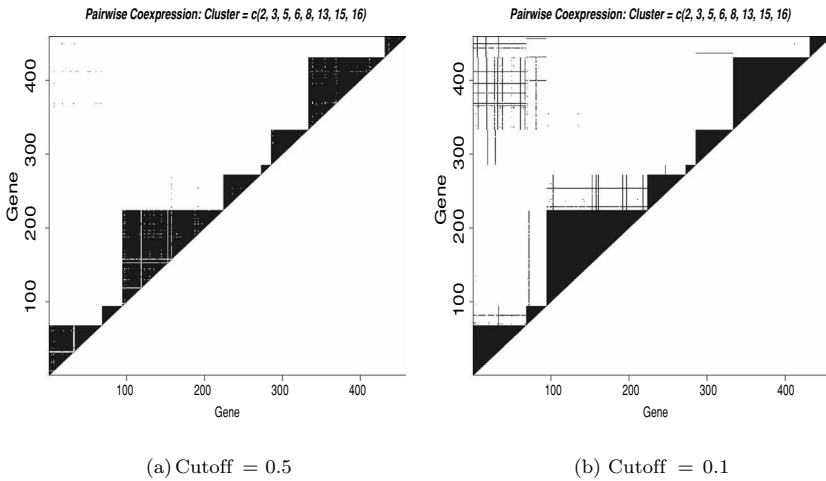 Pairwise Coexpression: Cluster = c(2, 3, 5, 6, 8, 13, 15, 16)
Gene
100 200 300 400
100 200 300 400
Gene
(a) Cutoff = 0.5
Pairwise Coexpression: Cluster = c(2, 3, 5, 6, 8, 13, 15, 16)
Gene
100 200 300 400
100 200 300 400
Gene
(b) Cutoff = 0.1